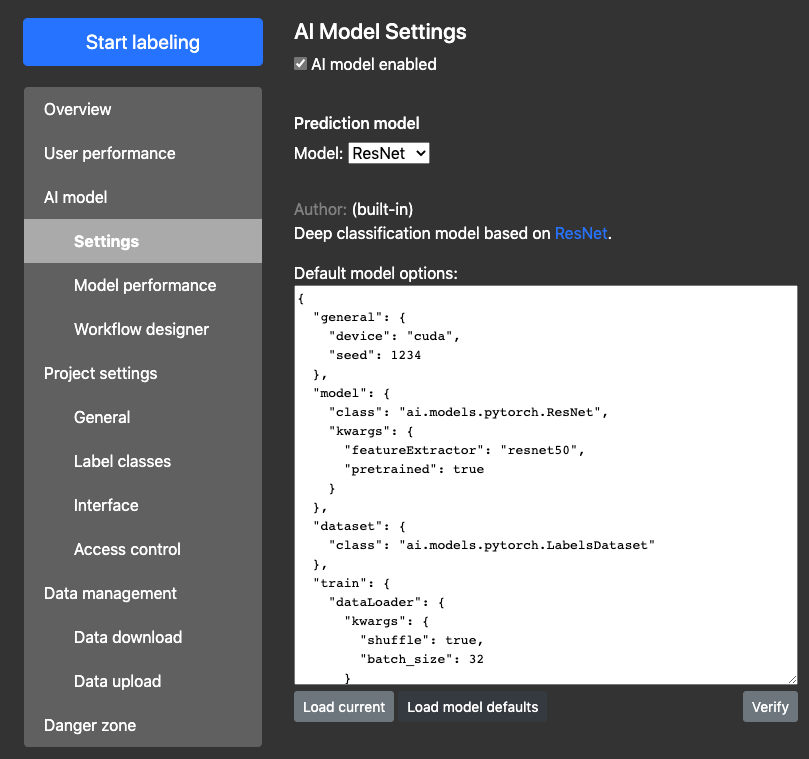 Start labeling
Overview
User performance
AI model
Settings
Model performance
Workflow designer
Project settings
General
Label classes
Interface
Access control
Data management
Data download
Data upload
Danger zone
AI Model Settings
AI model enabled
Prediction model
Model: ResNet
Author: (built-in)
Deep classification model based on ResNet.
Default model options:
{
  "general": {
    "device": "cuda",
    "seed": 1234
  },
  "model": {
    "class": "ai.models.pytorch.ResNet",
    "kwargs": {
      "featureExtractor": "resnet50",
      "pretrained": true
    }
  },
  "dataset": {
    "class": "ai.models.pytorch.LabelsDataset"
  },
  "train": {
    "dataLoader": {
      "kwargs": {
        "shuffle": true,
        "batch_size": 32
      }
Load current Load model defaults Verify